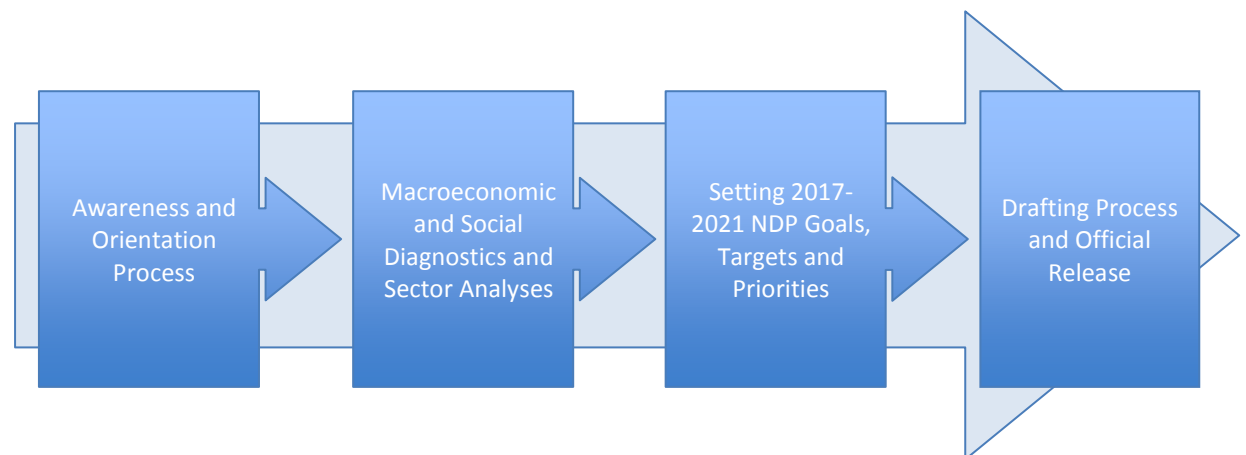 Awareness and
Orientation
Process
Macroeconomic
and Social
Diagnostics and
Sector Analyses
Setting 2017-
2021 NDP Goals,
Targets and
Priorities
Drafting Process
and Official
Release